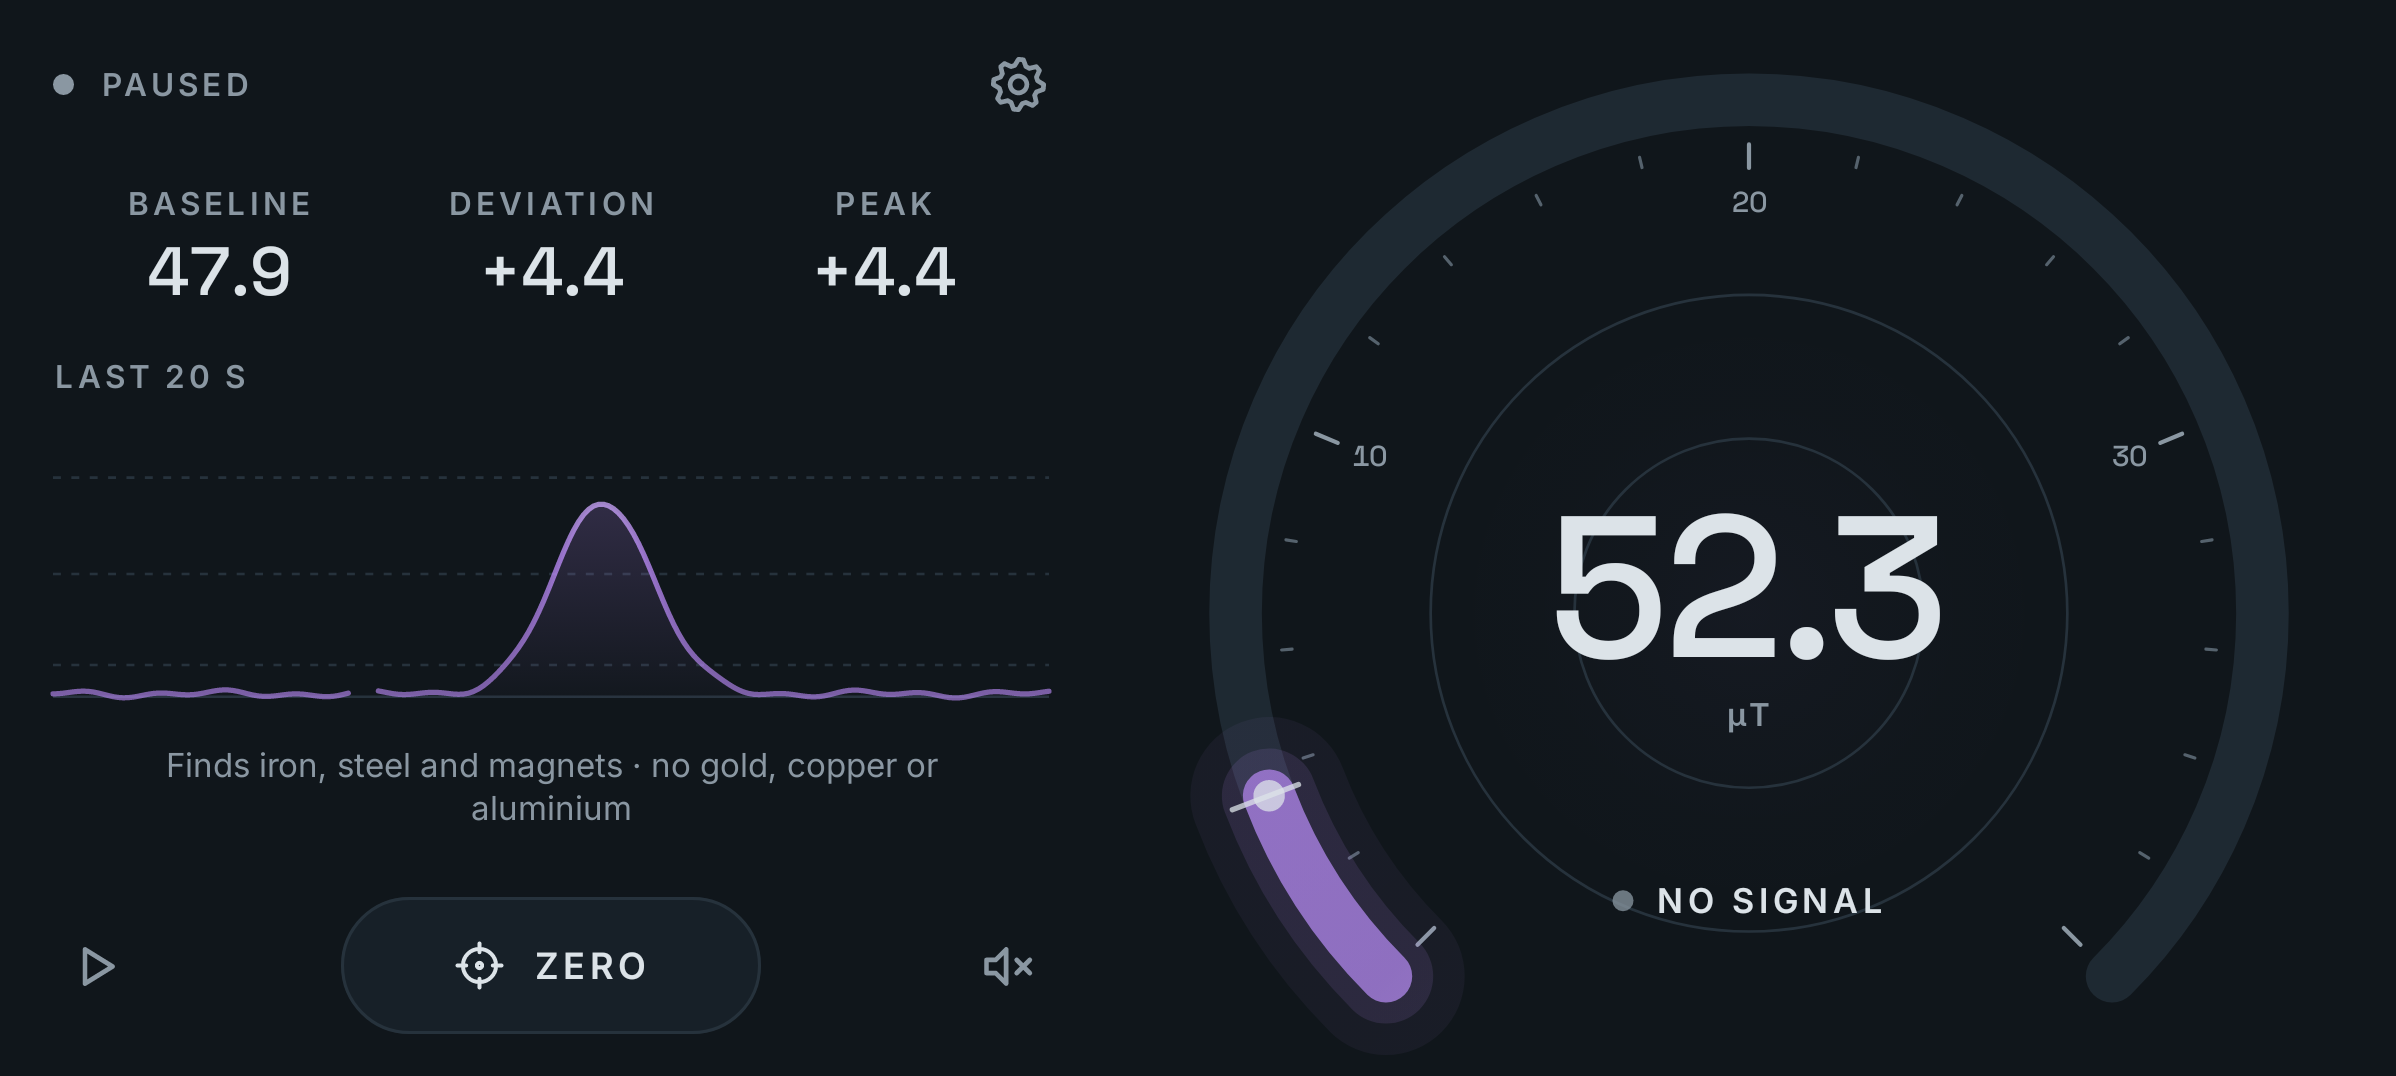 PAUSED
BASELINE
47.9
DEVIATION
+4.4
PEAK
+4.4
LAST 20 S
Finds iron, steel and magnets · no gold, copper or
aluminium
ZERO
10
20
30
52.3
µT
NO SIGNAL